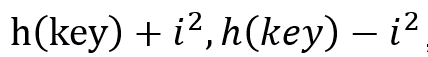 h(key) + i², h(key) − i²,